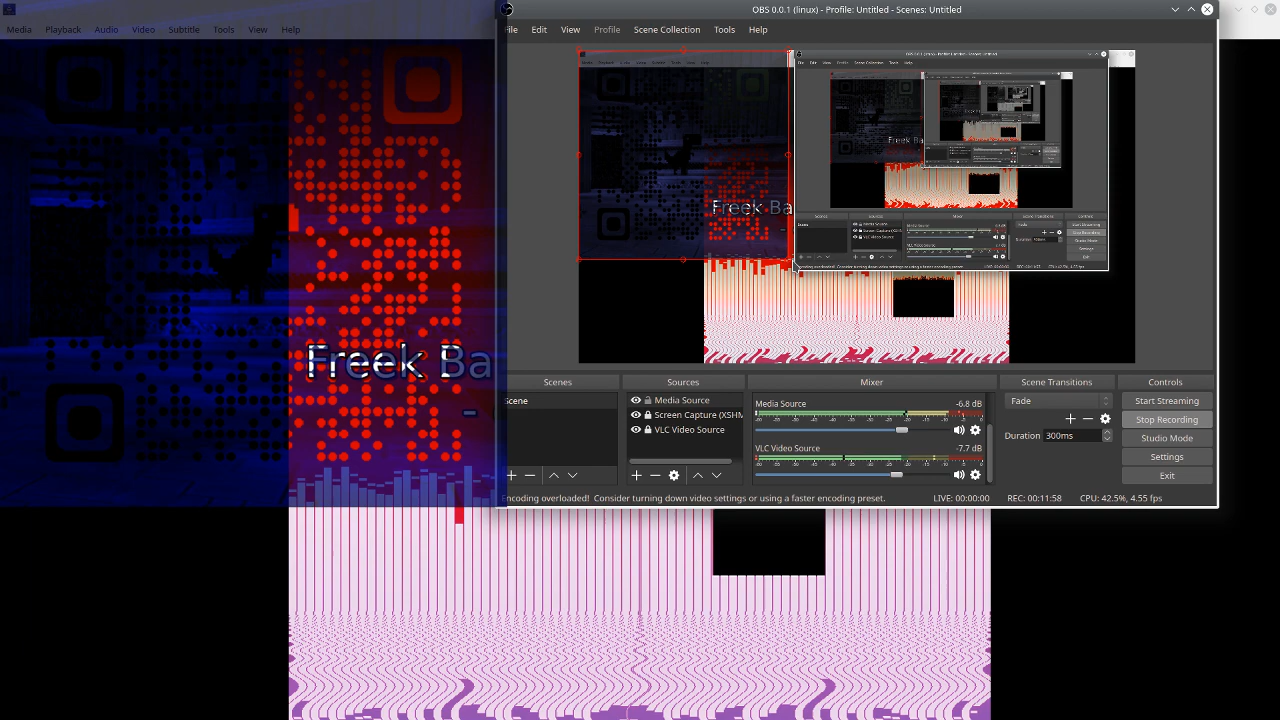 OBS 0.0.1 (linux) - Profile: Untitled - Scenes: Untitled
Media Playback Audio Video Subtitle Tools View Help
File Edit View Profile Scene Collection Tools Help
Freek Ba
-
Freek Ba
Freek Ba
Scenes
Scene
Sources
Media Source
Screen Capture (XSHM
VLC Video Source
Mixer
Media Source -6.8 dB
VLC Video Source -7.7 dB
Scene Transitions
Fade
Duration 300ms
Controls
Start Streaming
Stop Recording
Studio Mode
Settings
Exit
Encoding overloaded! Consider turning down video settings or using a faster encoding preset.
LIVE: 00:00:00 REC: 00:11:58 CPU: 42.5%, 4.55 fps